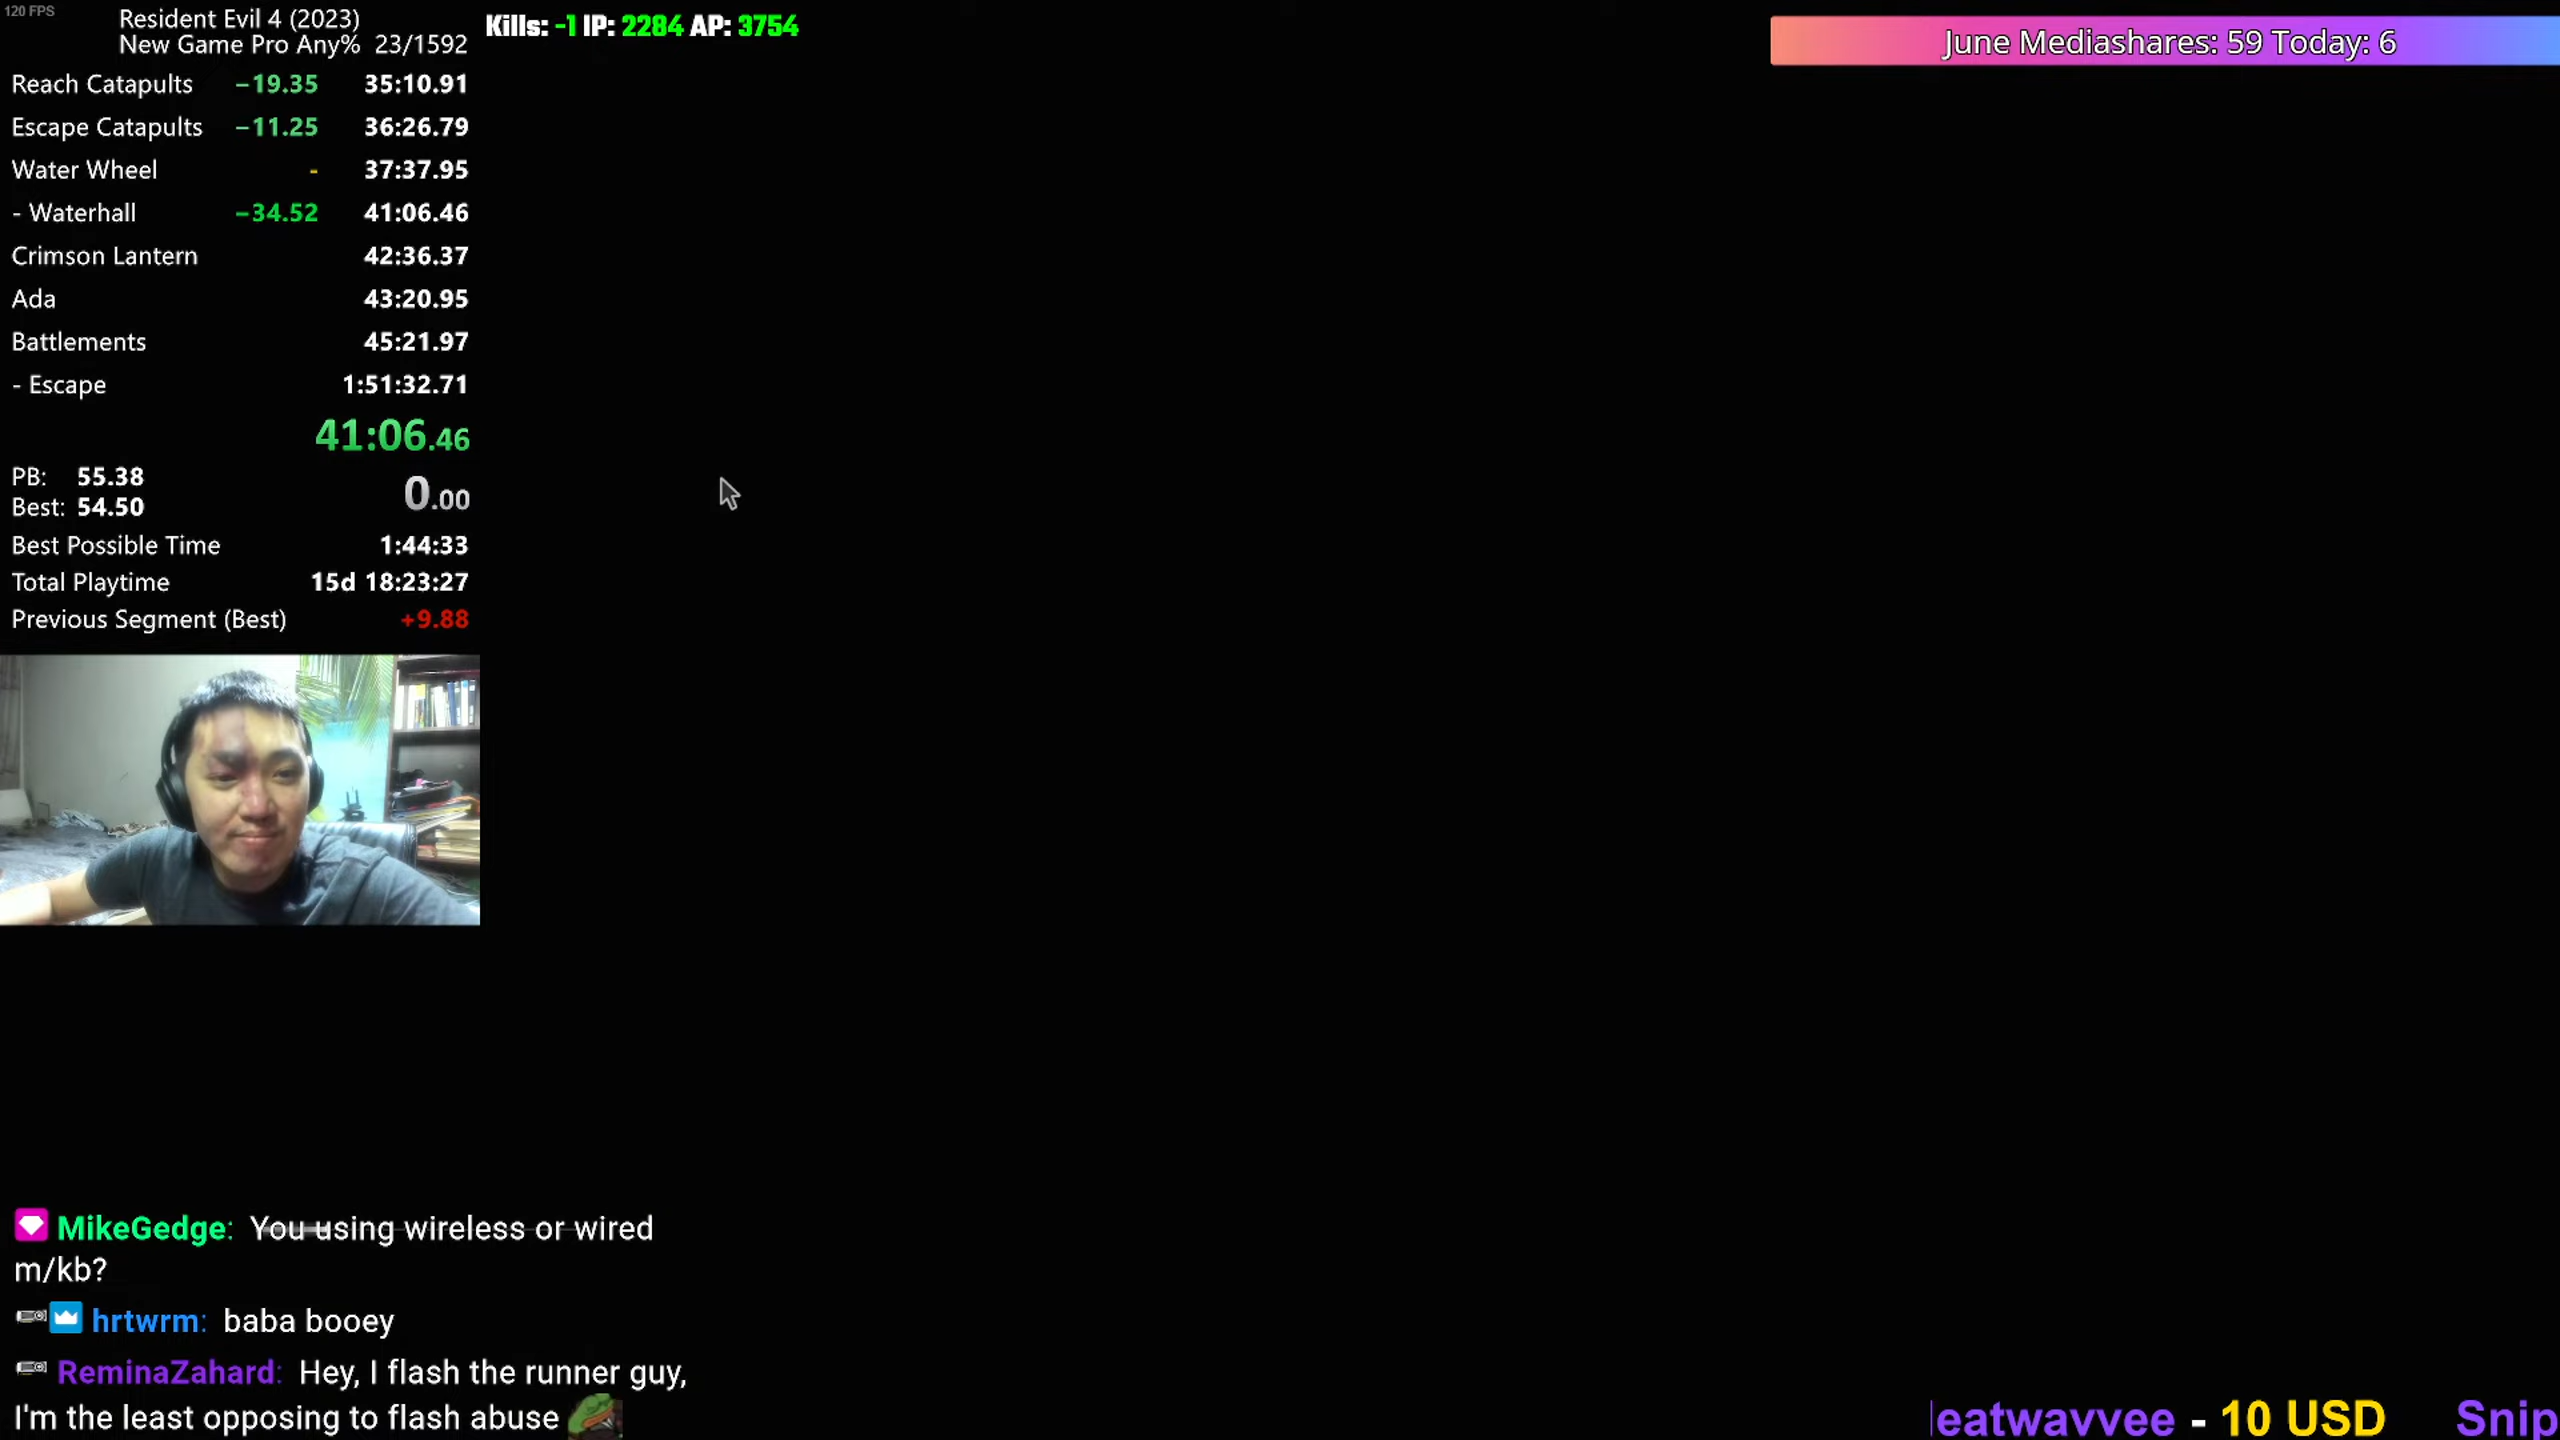 120 FPS
Resident Evil 4 (2023)
New Game Pro Any% 23/1592
Kills: -1 IP: 2284 AP: 3754
June Mediashares: 59 Today: 6
Reach Catapults −19.35 35:10.91
Escape Catapults −11.25 36:26.79
Water Wheel - 37:37.95
- Waterhall −34.52 41:06.46
Crimson Lantern 42:36.37
Ada 43:20.95
Battlements 45:21.97
- Escape 1:51:32.71
41:06.46
PB: 55.38
Best: 54.50
0.00
Best Possible Time 1:44:33
Total Playtime 15d 18:23:27
Previous Segment (Best) +9.88
MikeGedge: You using wireless or wired
m/kb?
hrtwrm: baba booey
ReminaZahard: Hey, I flash the runner guy,
I'm the least opposing to flash abuse
eatwavvee - 10 USD Snip